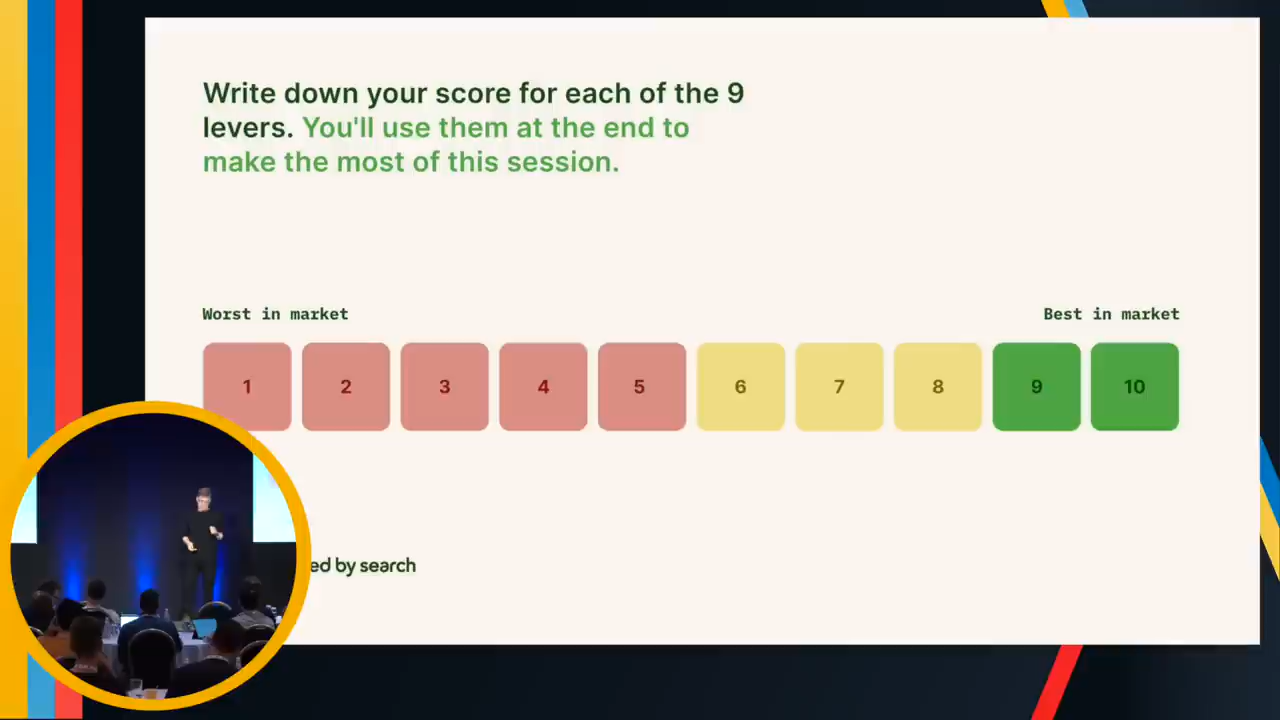 Write down your score for each of the 9
levers. You'll use them at the end to
make the most of this session.
Worst in market
Best in market
1 2 3 4 5 6 7 8 9 10
by search